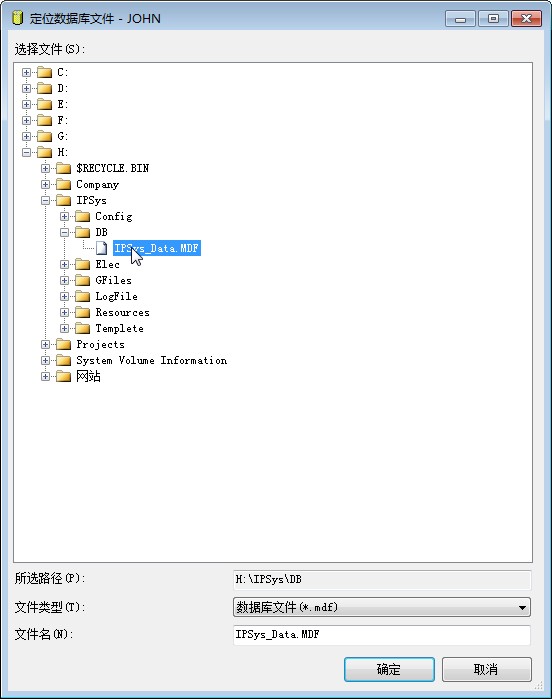 定位数据库文件 - JOHN
选择文件(S):
C:
D:
E:
F:
G:
H:
$RECYCLE.BIN
Company
IPSys
Config
DB
IPSys_Data.MDF
Elec
GFiles
LogFile
Resources
Templete
Projects
System Volume Information
网站
所选路径(P):
H:\IPSys\DB
文件类型(T):
数据库文件(*.mdf)
文件名(N):
IPSys_Data.MDF
确定
取消